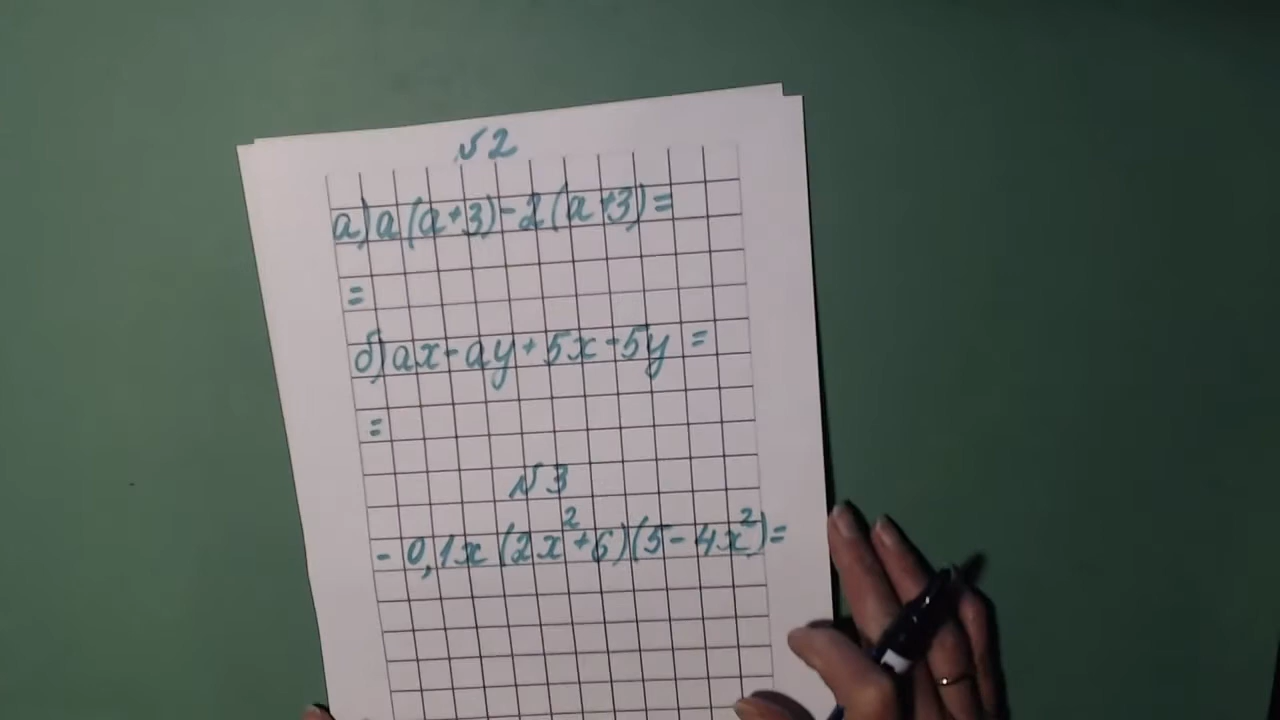 №2
а) a(a+3)-2(a+3)=
=
б) ax-ay+5x-5y =
=
№3
- 0,1x (2x²+6)(5-4x²)=